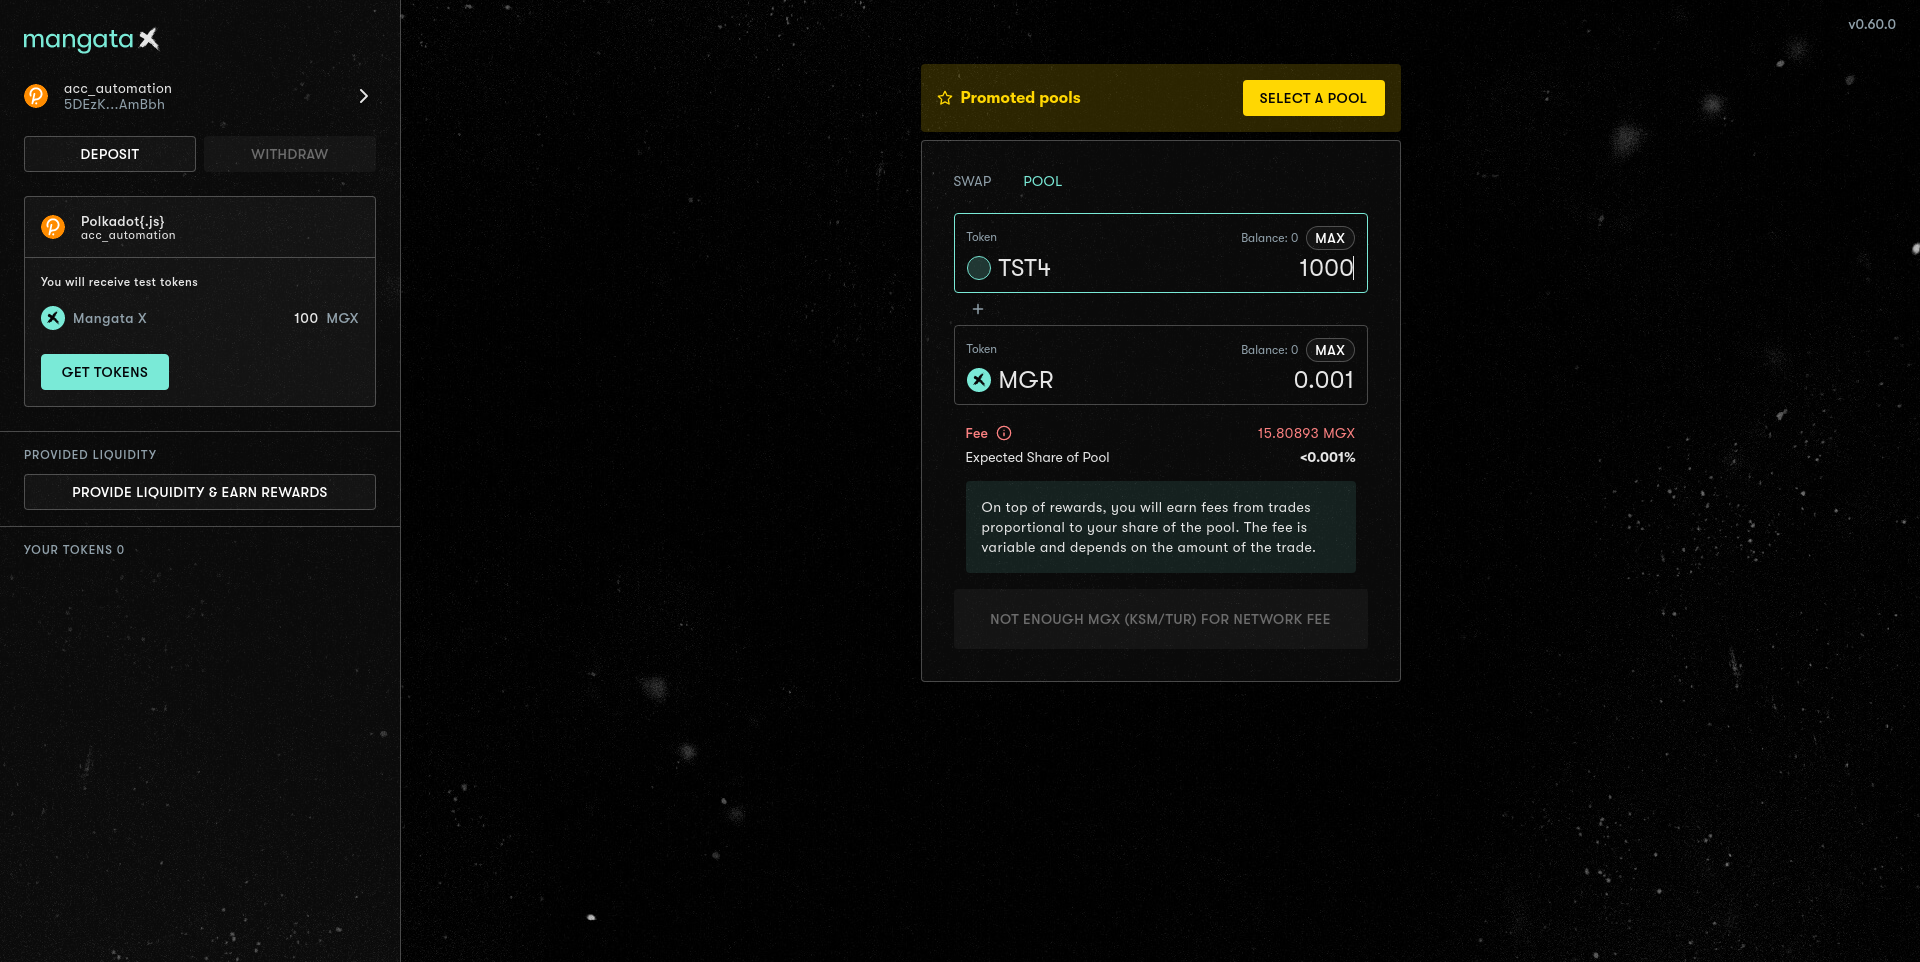 mangata
acc_automation
5DEzK...AmBbh
DEPOSIT
WITHDRAW
Polkadot{.js}
acc_automation
You will receive test tokens
Mangata X 100 MGX
GET TOKENS
PROVIDED LIQUIDITY
PROVIDE LIQUIDITY & EARN REWARDS
YOUR TOKENS 0
v0.60.0
Promoted pools
SELECT A POOL
SWAP POOL
Token Balance: 0 MAX
TST4 1000
+
Token Balance: 0 MAX
MGR 0.001
Fee 15.80893 MGX
Expected Share of Pool <0.001%
On top of rewards, you will earn fees from trades
proportional to your share of the pool. The fee is
variable and depends on the amount of the trade.
NOT ENOUGH MGX (KSM/TUR) FOR NETWORK FEE